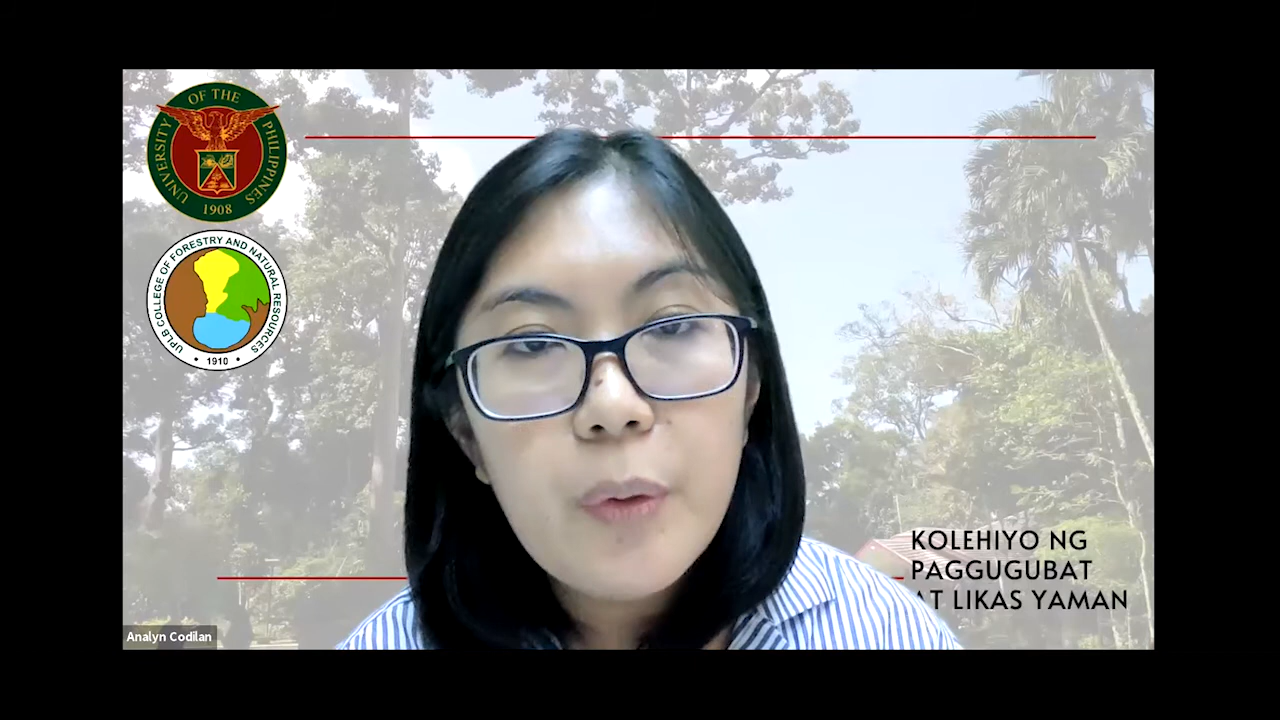 UNIVERSITY OF THE PHILIPPINES
1908
UPLB COLLEGE OF FORESTRY AND NATURAL RESOURCES
1910
KOLEHIYO NG
PAGGUGUBAT
AT LIKAS YAMAN
Analyn Codilan